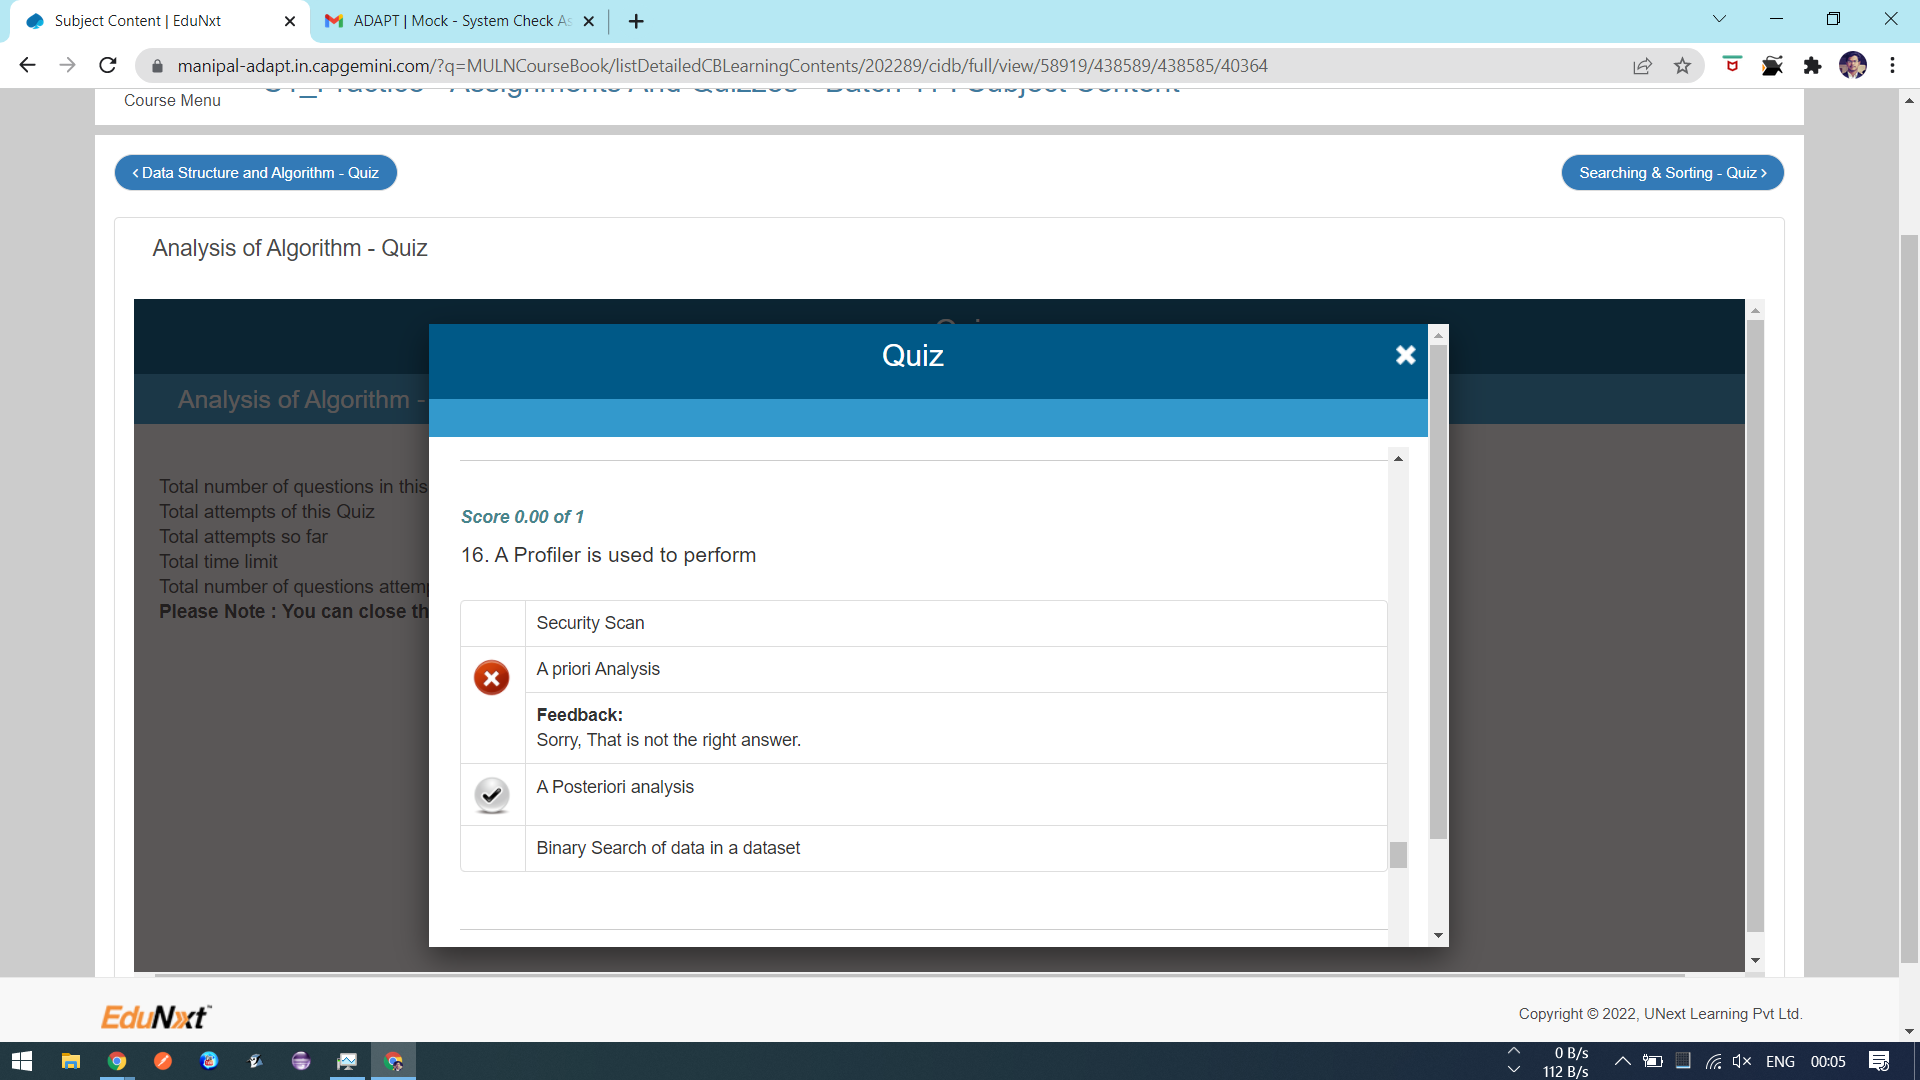 Subject Content | EduNxt
ADAPT | Mock - System Check As
manipal-adapt.in.capgemini.com/?q=MULNCourseBook/listDetailedCBLearningContents/202289/cidb/full/view/58919/438589/438585/40364
Course Menu
< Data Structure and Algorithm - Quiz
Searching & Sorting - Quiz >
Analysis of Algorithm - Quiz
Quiz
Analysis of Algorithm -
Total number of questions in this
Total attempts of this Quiz
Total attempts so far
Total time limit
Total number of questions attem
Please Note : You can close th
Score 0.00 of 1
16. A Profiler is used to perform
Security Scan
A priori Analysis
Feedback:
Sorry, That is not the right answer.
A Posteriori analysis
Binary Search of data in a dataset
EduNxt
Copyright © 2022, UNext Learning Pvt Ltd.
0 B/s
112 B/s
ENG
00:05